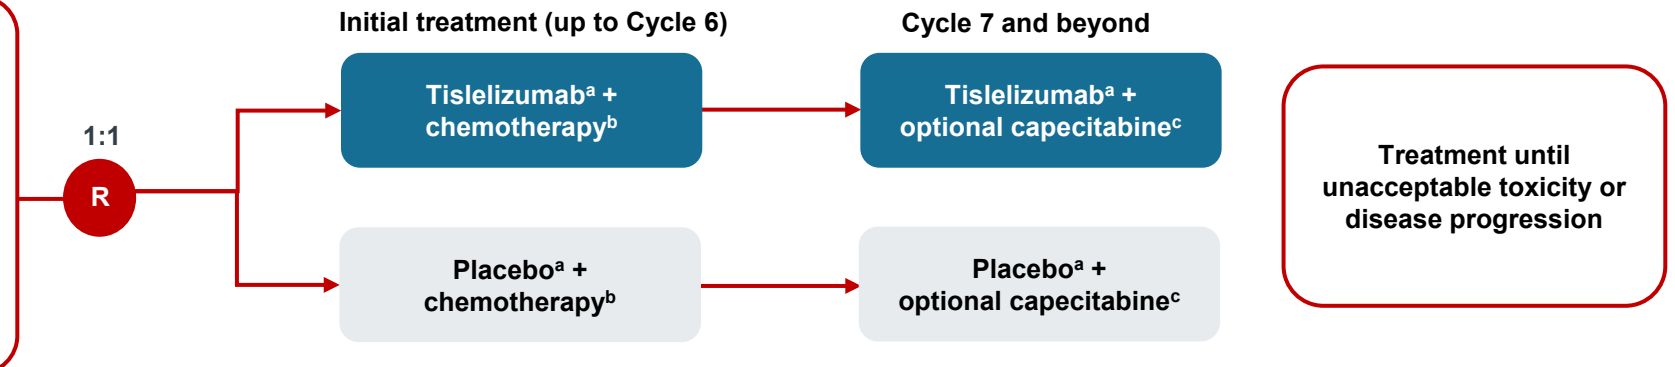 Initial treatment (up to Cycle 6)
Cycle 7 and beyond
1:1
R
Tislelizumabᵃ +
chemotherapyᵇ
Tislelizumabᵃ +
optional capecitabineᶜ
Placeboᵃ +
chemotherapyᵇ
Placeboᵃ +
optional capecitabineᶜ
Treatment until
unacceptable toxicity or
disease progression